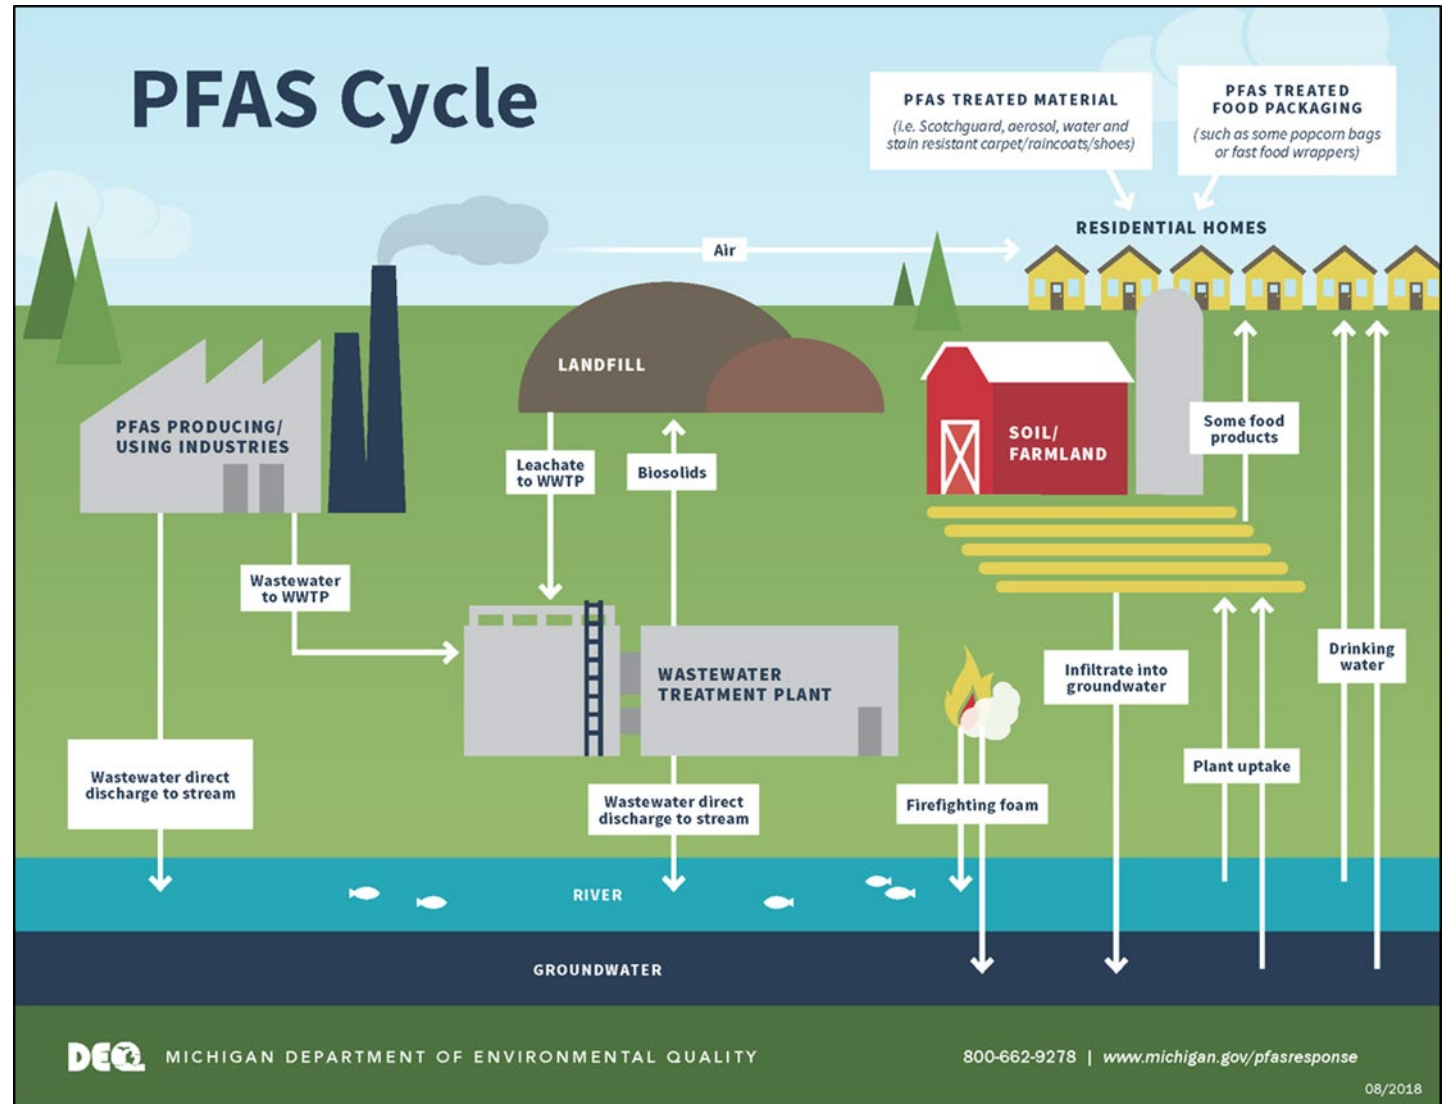 PFAS Cycle
PFAS TREATED MATERIAL
(i.e. Scotchguard, aerosol, water and
stain resistant carpet/raincoats/shoes)
PFAS TREATED
FOOD PACKAGING
(such as some popcorn bags
or fast food wrappers)
RESIDENTIAL HOMES
Air
LANDFILL
PFAS PRODUCING/
USING INDUSTRIES
SOIL/
FARMLAND
Some food
products
Leachate
to WWTP
Biosolids
Wastewater
to WWTP
WASTEWATER
TREATMENT PLANT
Infiltrate into
groundwater
Drinking
water
Plant uptake
Wastewater direct
discharge to stream
Wastewater direct
discharge to stream
Firefighting foam
RIVER
GROUNDWATER
DEQ MICHIGAN DEPARTMENT OF ENVIRONMENTAL QUALITY
800-662-9278 | www.michigan.gov/pfasresponse
08/2018